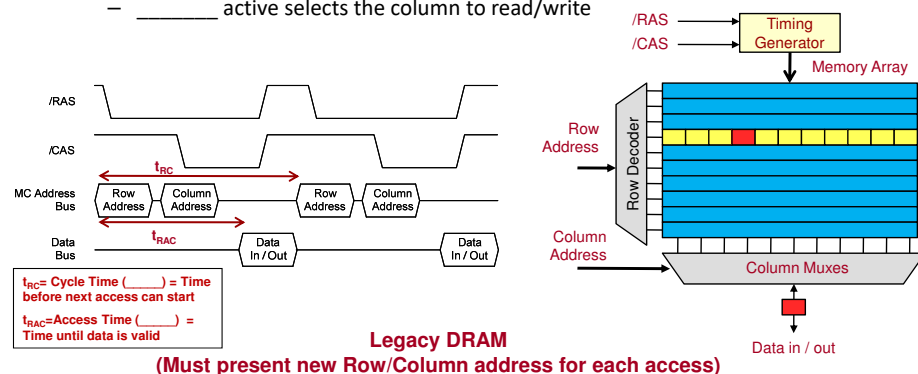 – _______ active selects the column to read/write
/RAS
/CAS
Timing
Generator
Memory Array
/RAS
/CAS
tRC
MC Address
Bus
Row
Address
Column
Address
Row
Address
Column
Address
tRAC
Data
Bus
Data
In / Out
Data
In / Out
Row
Address
Row Decoder
Column
Address
Column Muxes
Data in / out
tRC= Cycle Time (_____) = Time
before next access can start
tRAC=Access Time (_____) =
Time until data is valid
Legacy DRAM
(Must present new Row/Column address for each access)